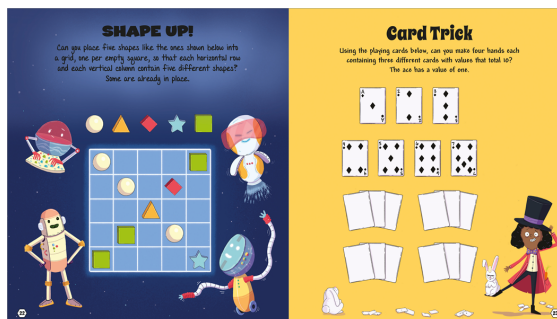 SHAPE UP!
Can you place five shapes like the ones shown below into
a grid, one per empty square, so that each horizontal row
and each vertical column contain five different shapes?
Some are already in place.
22
Card Trick
Using the playing cards below, can you make four hands each
containing three different cards with values that total 10?
The ace has a value of one.